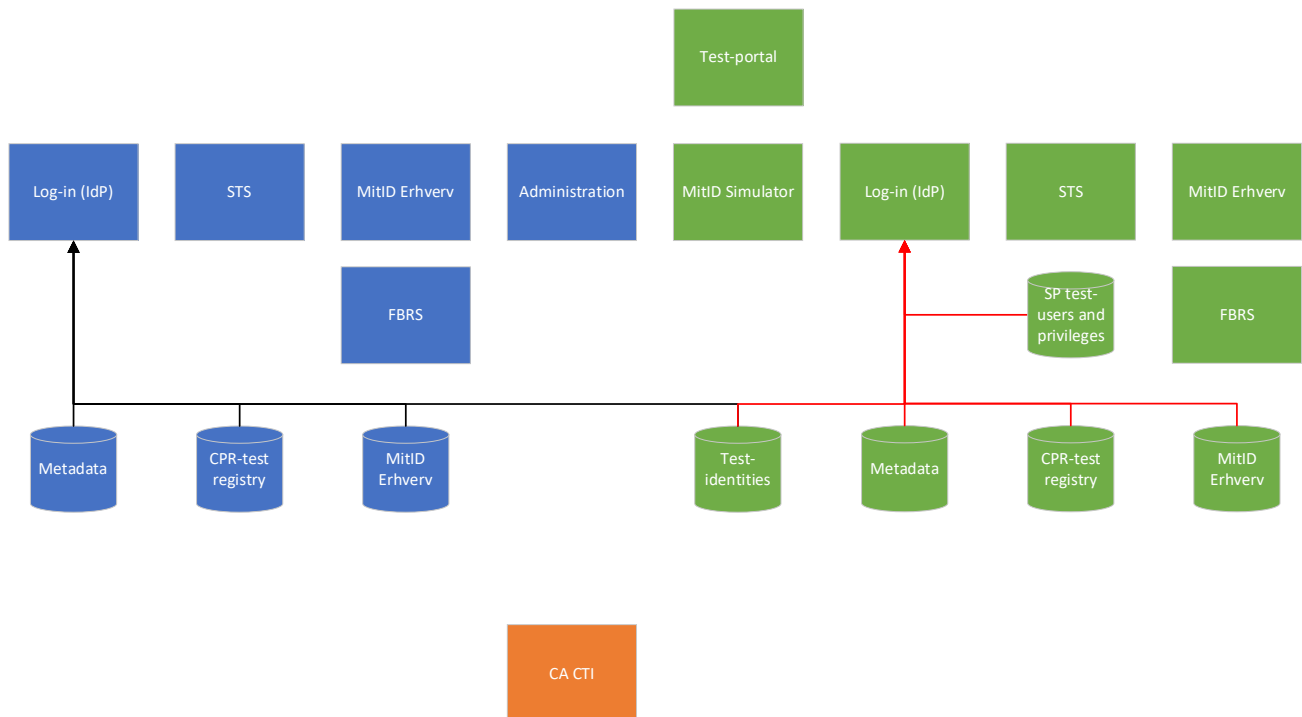 Test-portal
Log-in (IdP)
STS
MitID Erhverv
Administration
MitID Simulator
Log-in (IdP)
STS
MitID Erhverv
FBRS
SP test-
users and
privileges
FBRS
Metadata
CPR-test
registry
MitID
Erhverv
Test-
identities
Metadata
CPR-test
registry
MitID
Erhverv
CA CTI